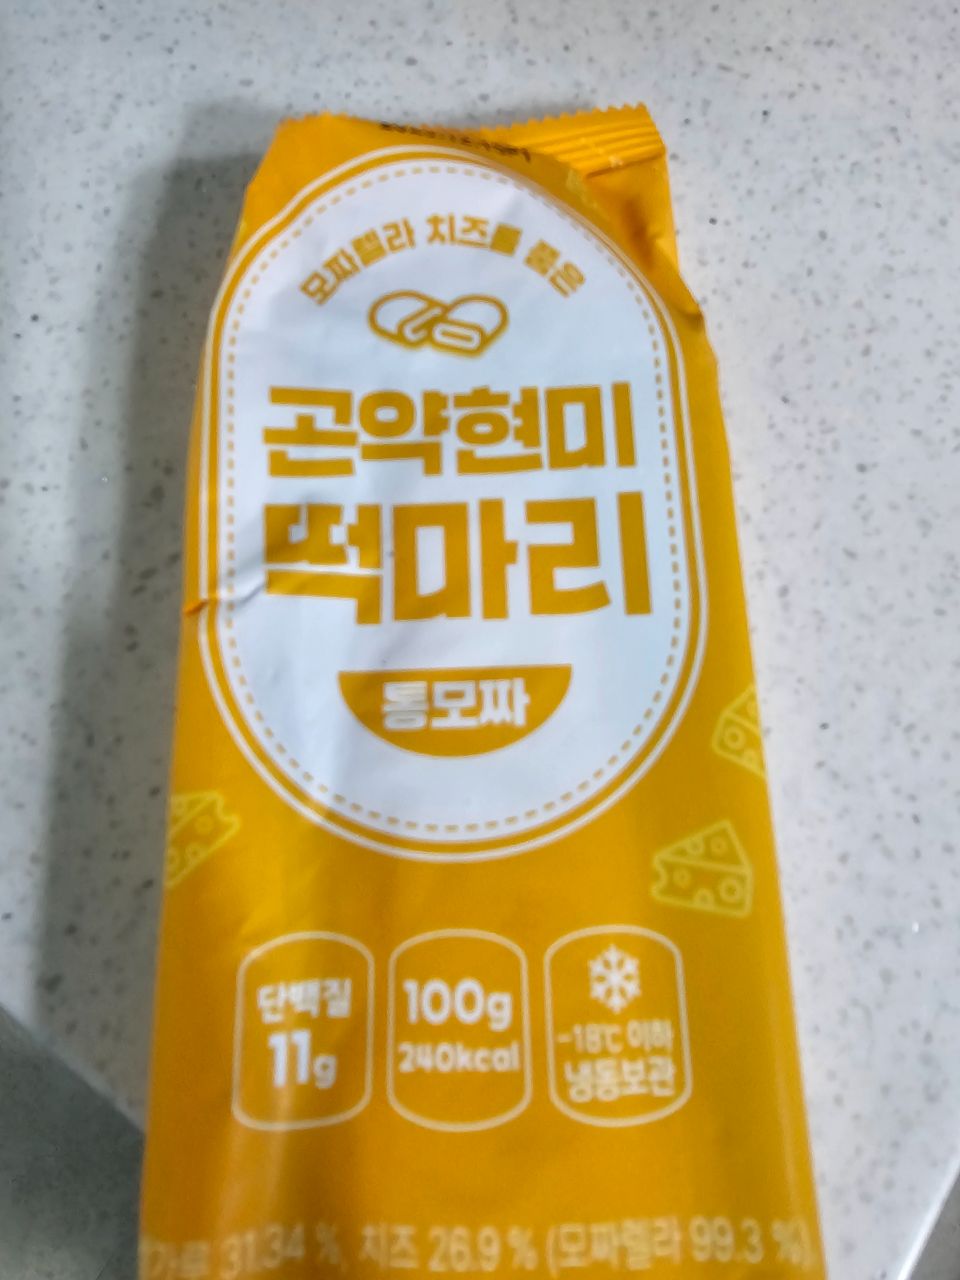 모짜렐라 치즈를 품은
곤약현미
떡마리
통모짜
단백질
11g
100g
240kcal
-18℃ 이하
냉동보관
31.34 %, 치즈 26.9 % (모짜렐라 99.3 %)